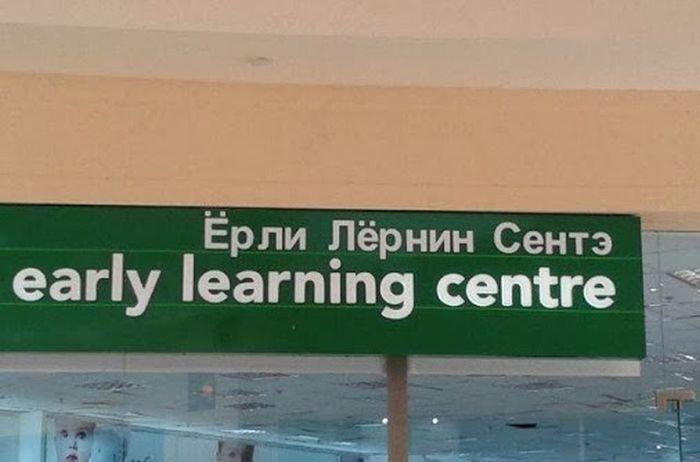 Ёрли Лёрнин Сентэ
early learning centre